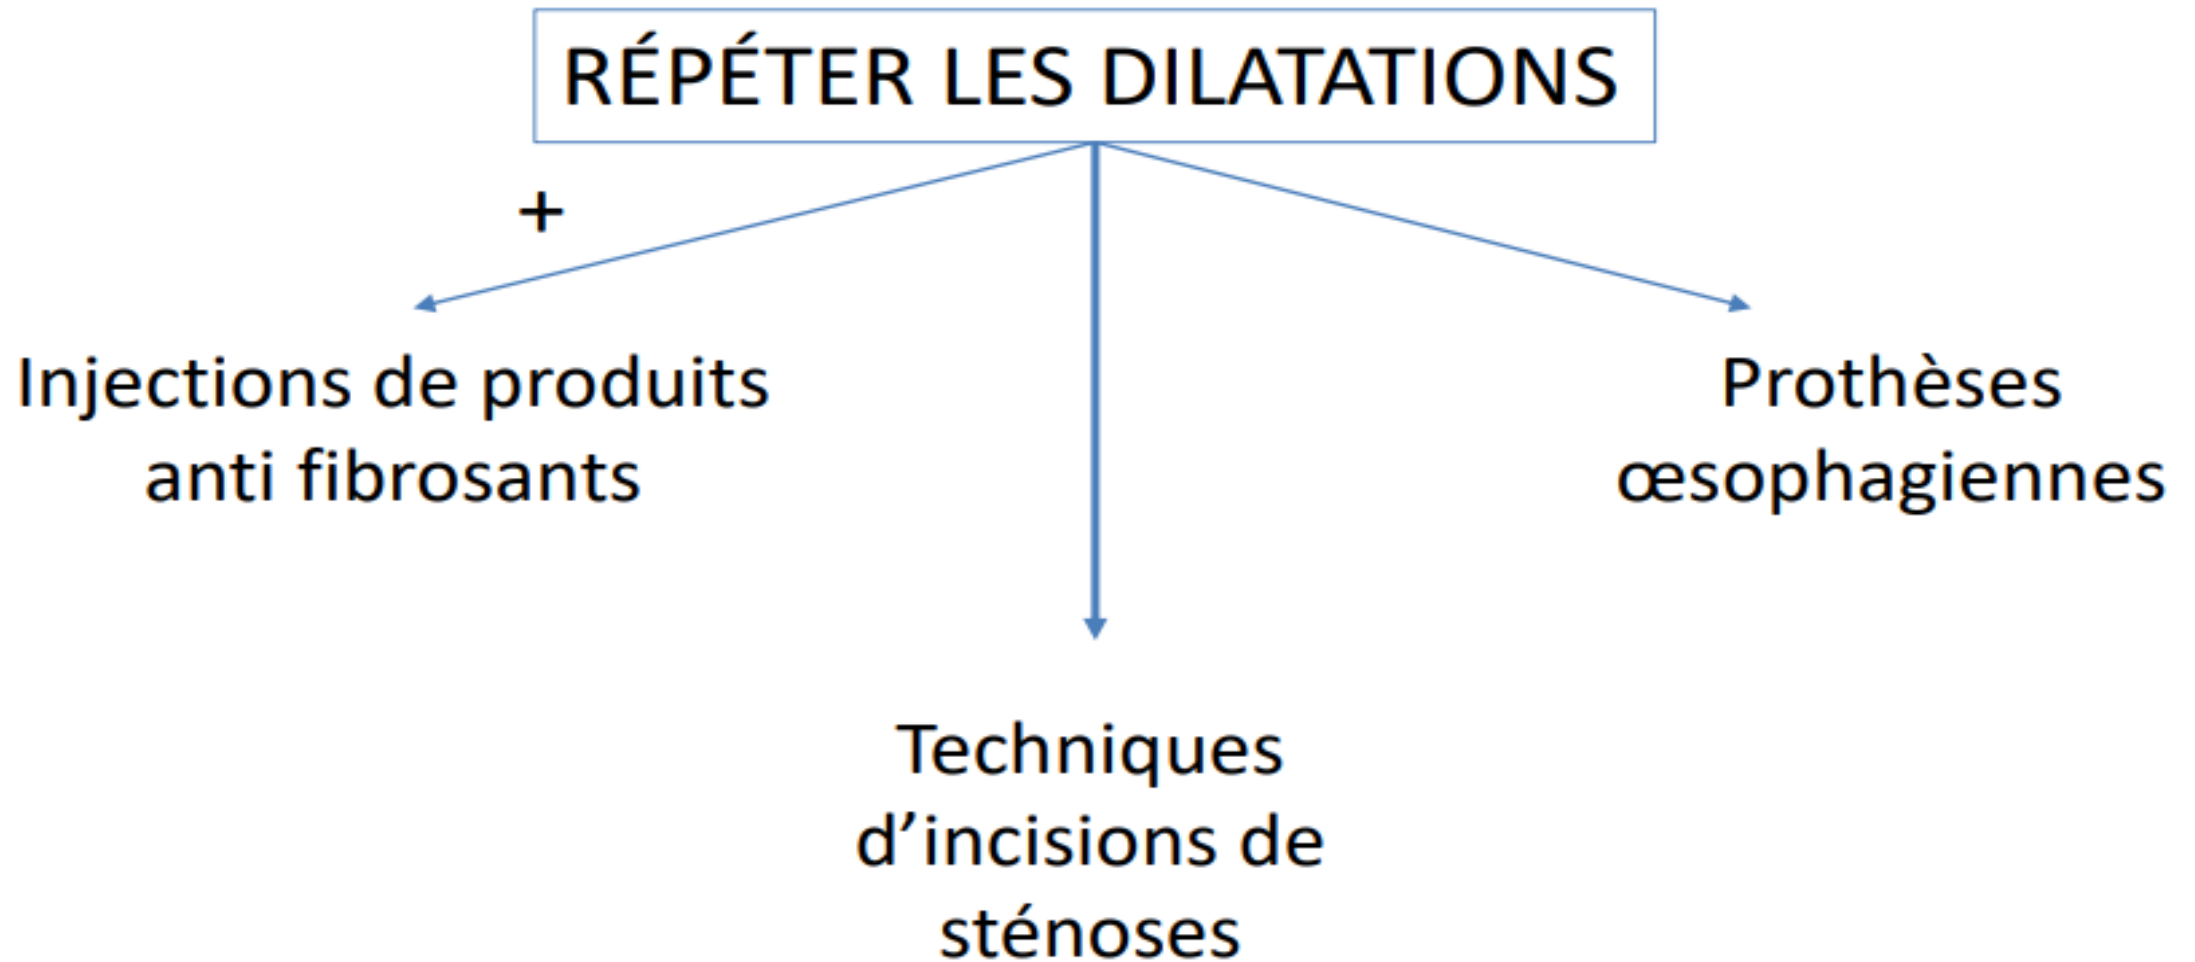 RÉPÉTER LES DILATATIONS
+
Injections de produits
anti fibrosants
Prothèses
œsophagiennes
Techniques
d’incisions de
sténoses